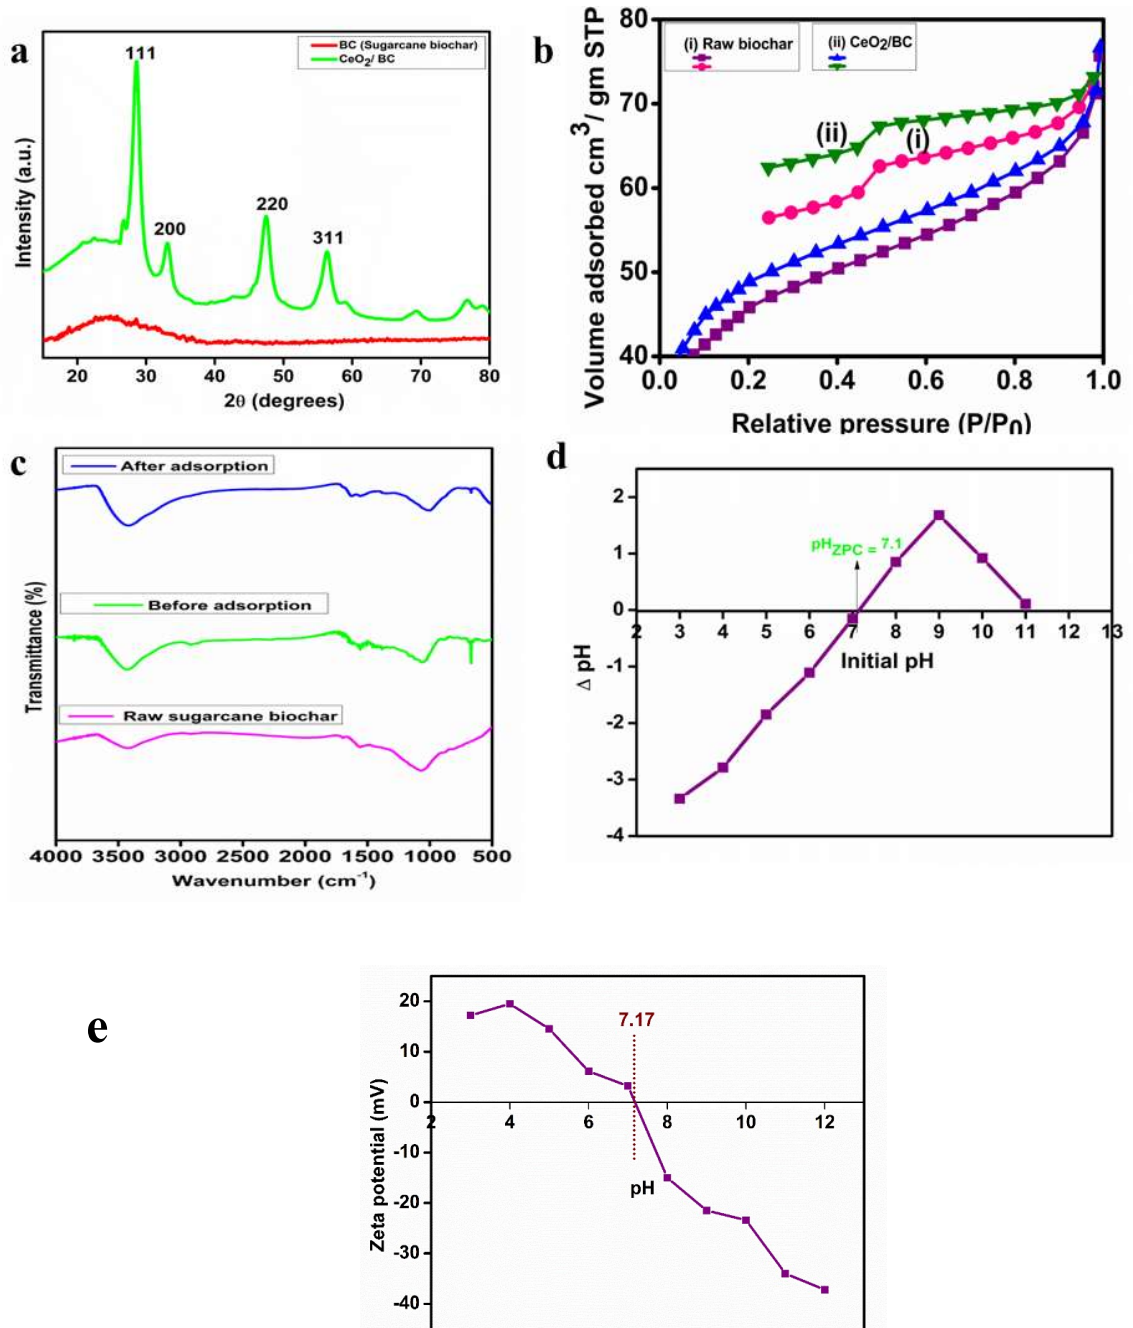 a
111
200
220
311
BC (Sugarcane biochar)
CeO2/ BC
Intensity (a.u.)
20 30 40 50 60 70 80
2θ (degrees)
b
(i) Raw biochar
(ii) CeO2/BC
(ii)
(i)
Volume adsorbed cm3/ gm STP
80
70
60
50
40
0.0 0.2 0.4 0.6 0.8 1.0
Relative pressure (P/P0)
c
After adsorption
Before adsorption
Raw sugarcane biochar
Transmittance (%)
4000 3500 3000 2500 2000 1500 1000 500
Wavenumber (cm-1)
d
pHZPC = 7.1
Δ pH
2
1
0
-1
-2
-3
-4
2 3 4 5 6 7 8 9 10 11 12 13
Initial pH
e
7.17
Zeta potential (mV)
20
10
0
-10
-20
-30
-40
2 4 6 8 10 12
pH